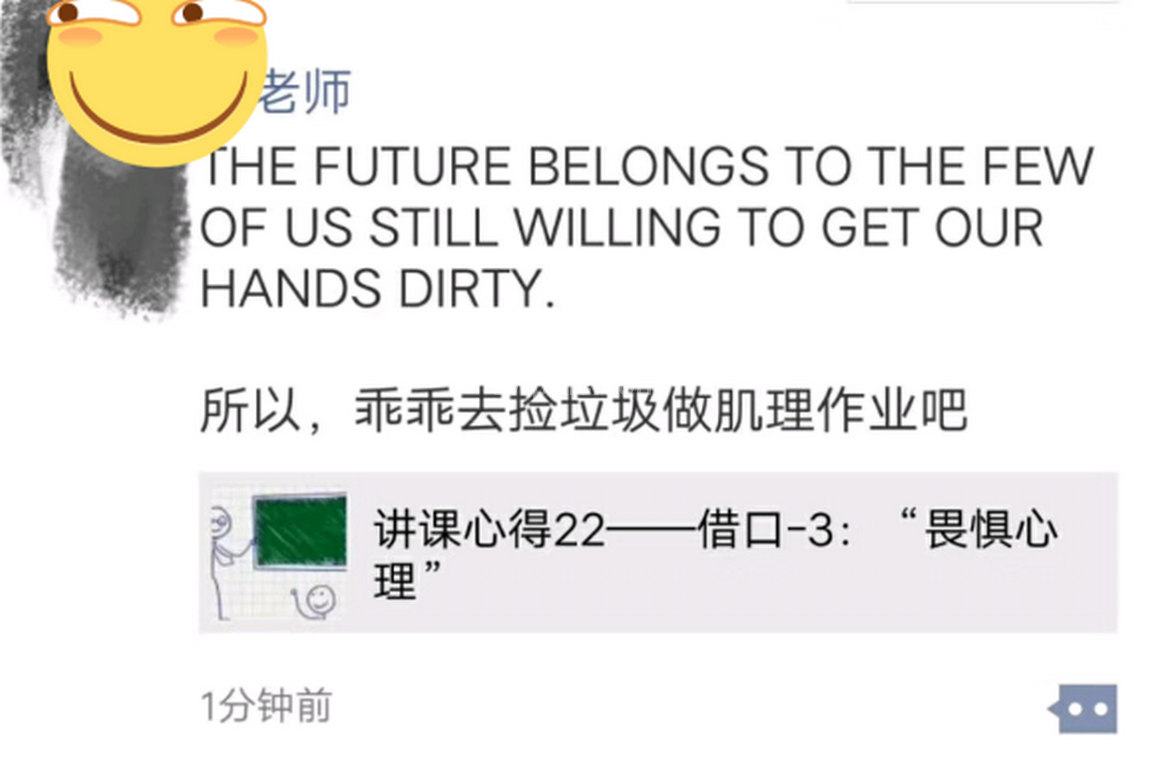 老师
THE FUTURE BELONGS TO THE FEW
OF US STILL WILLING TO GET OUR
HANDS DIRTY.
所以，乖乖去捡垃圾做肌理作业吧
讲课心得22——借口-3：“畏惧心
理”
1分钟前